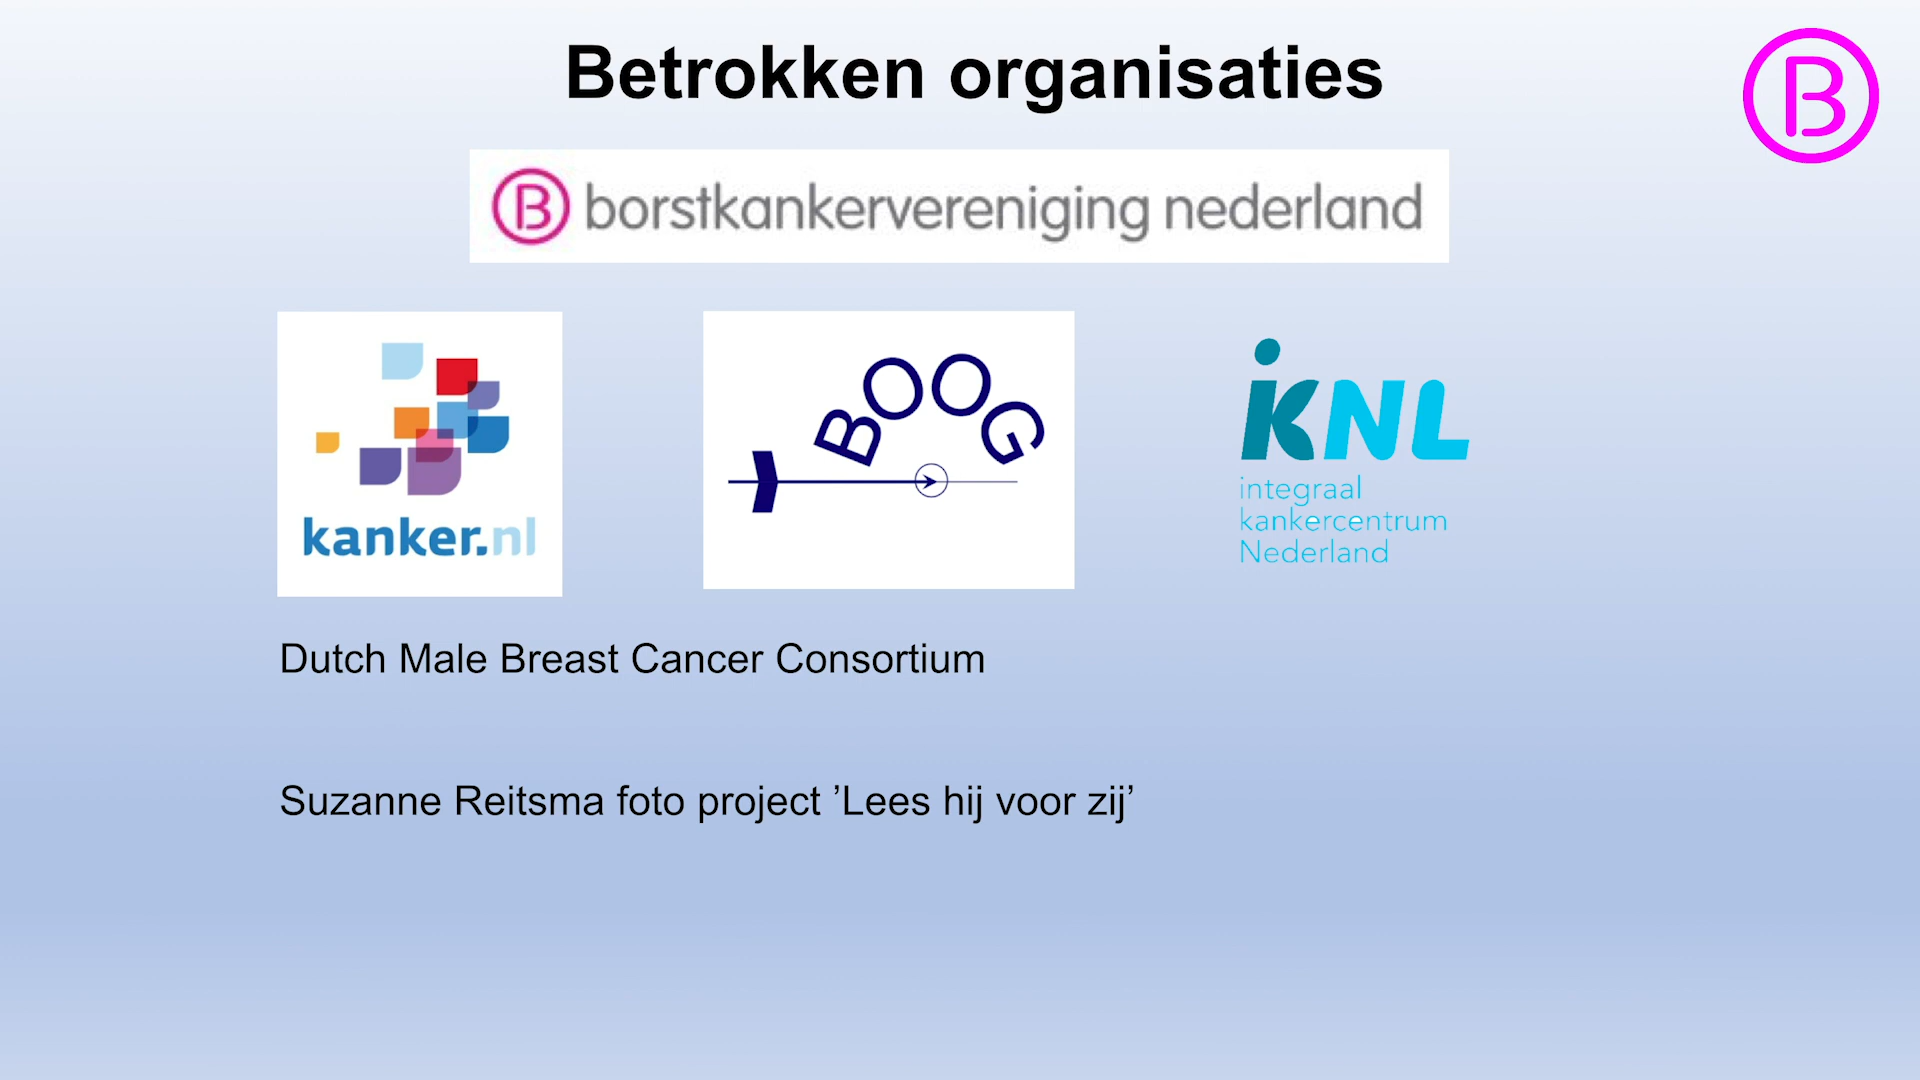 Betrokken organisaties
B
B borstkankervereniging nederland
kanker.nl
BOOG
iKNL
integraal
kankercentrum
Nederland
Dutch Male Breast Cancer Consortium
Suzanne Reitsma foto project ’Lees hij voor zij’